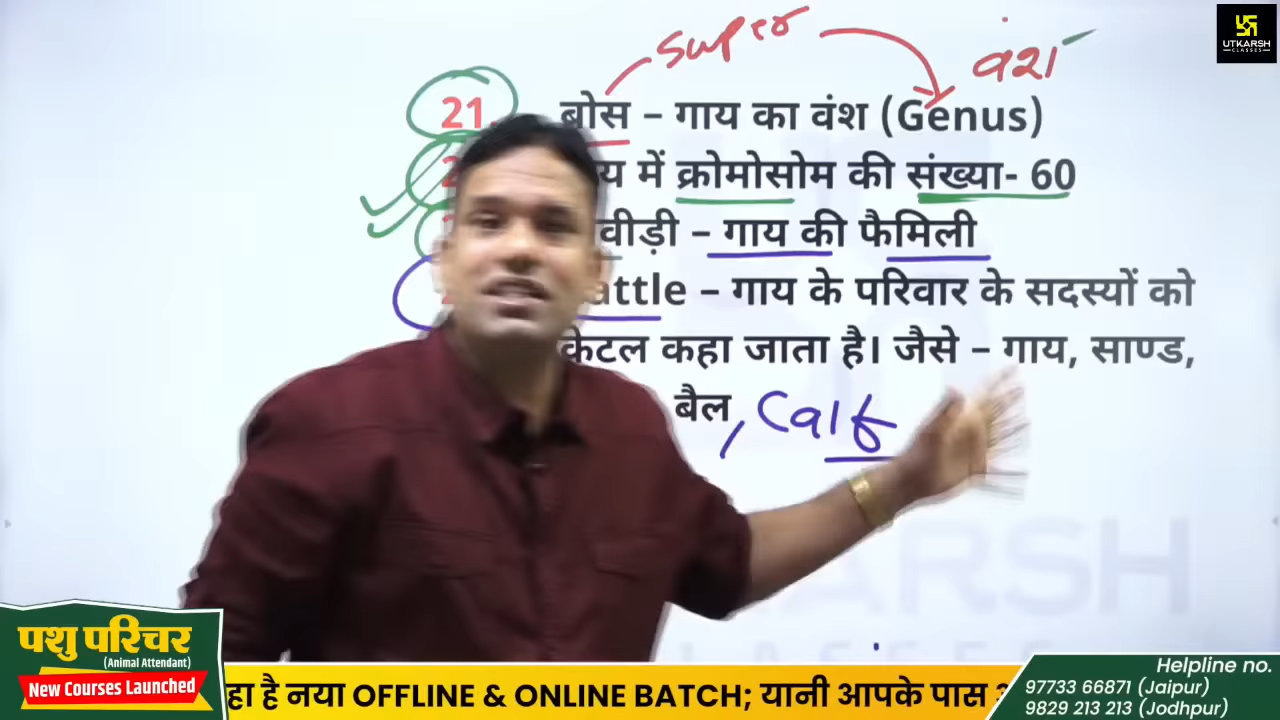 super
UTKARSH
CLASSES
21. बोस – गाय का वंश (Genus)
में क्रोमोसोम की संख्या- 60
– गाय की फैमिली
– गाय के परिवार के सदस्यों को
केटल कहा जाता है। जैसे – गाय, साण्ड,
बैल, Calf
पशु परिचर
(Animal Attendant)
New Courses Launched
है नया OFFLINE & ONLINE BATCH; यानी आपके पास
Helpline no.
97733 66871 (Jaipur)
9829 213 213 (Jodhpur)